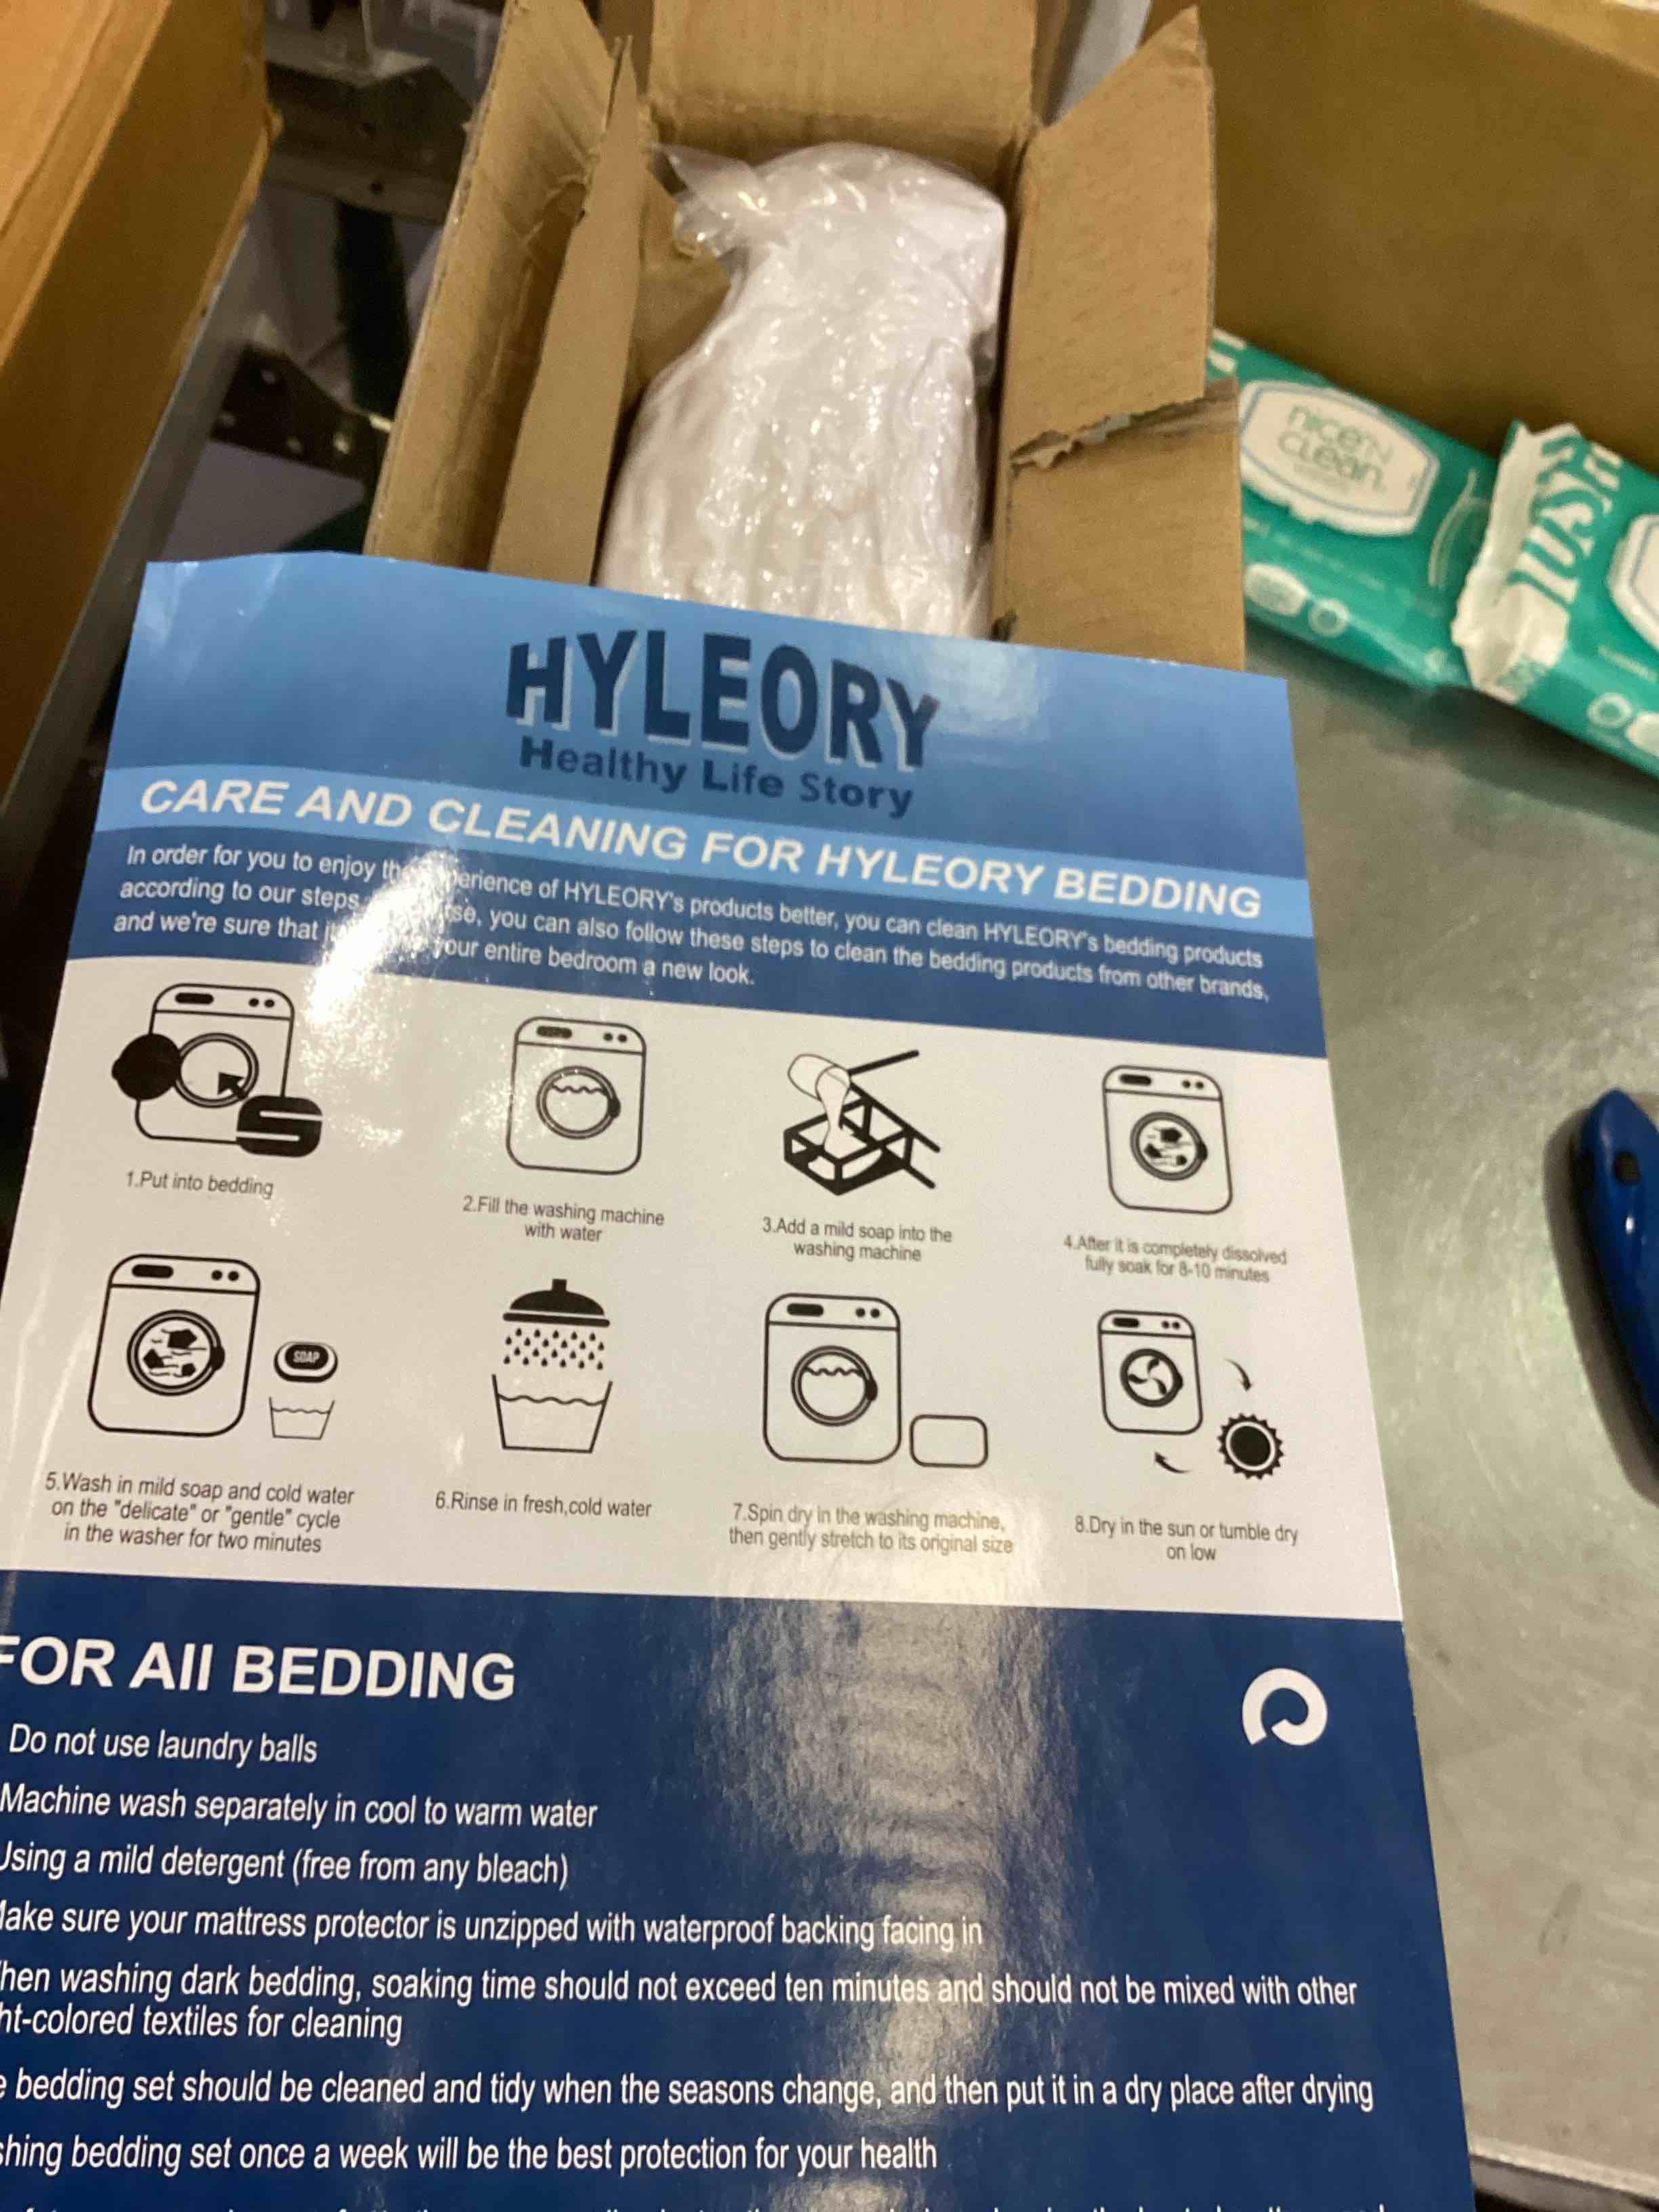 nice'n
CLean
HYLEORY
Healthy Life Story
CARE AND CLEANING FOR HYLEORY BEDDING
In order for you to enjoy the experience of HYLEORY's products better, you can clean HYLEORY's bedding products
according to our steps, you can also follow these steps to clean the bedding products from other brands,
and we're sure that your entire bedroom a new look.
1.Put into bedding
2.Fill the washing machine
with water
3.Add a mild soap into the
washing machine
4.After it is completely dissolved
fully soak for 8-10 minutes
SOAP
5.Wash in mild soap and cold water
on the "delicate" or "gentle" cycle
in the washer for two minutes
6.Rinse in fresh,cold water
7.Spin dry in the washing machine,
then gently stretch to its original size
8.Dry in the sun or tumble dry
on low
FOR All BEDDING
Do not use laundry balls
Machine wash separately in cool to warm water
Using a mild detergent (free from any bleach)
Make sure your mattress protector is unzipped with waterproof backing facing in
When washing dark bedding, soaking time should not exceed ten minutes and should not be mixed with other
ht-colored textiles for cleaning
e bedding set should be cleaned and tidy when the seasons change, and then put it in a dry place after drying
shing bedding set once a week will be the best protection for your health